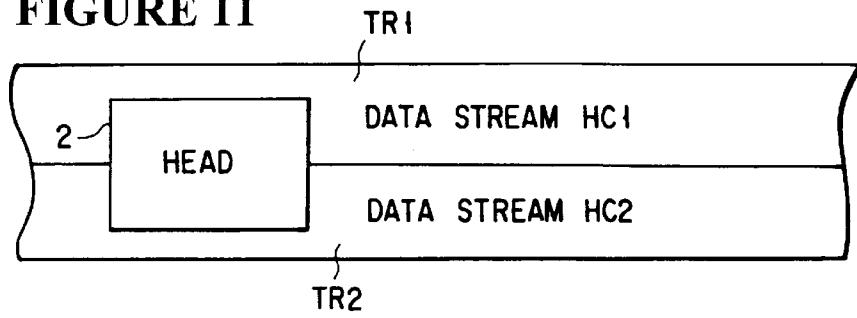 FIGURE 11
TR1
DATA STREAM HC1
2
HEAD
DATA STREAM HC2
TR2